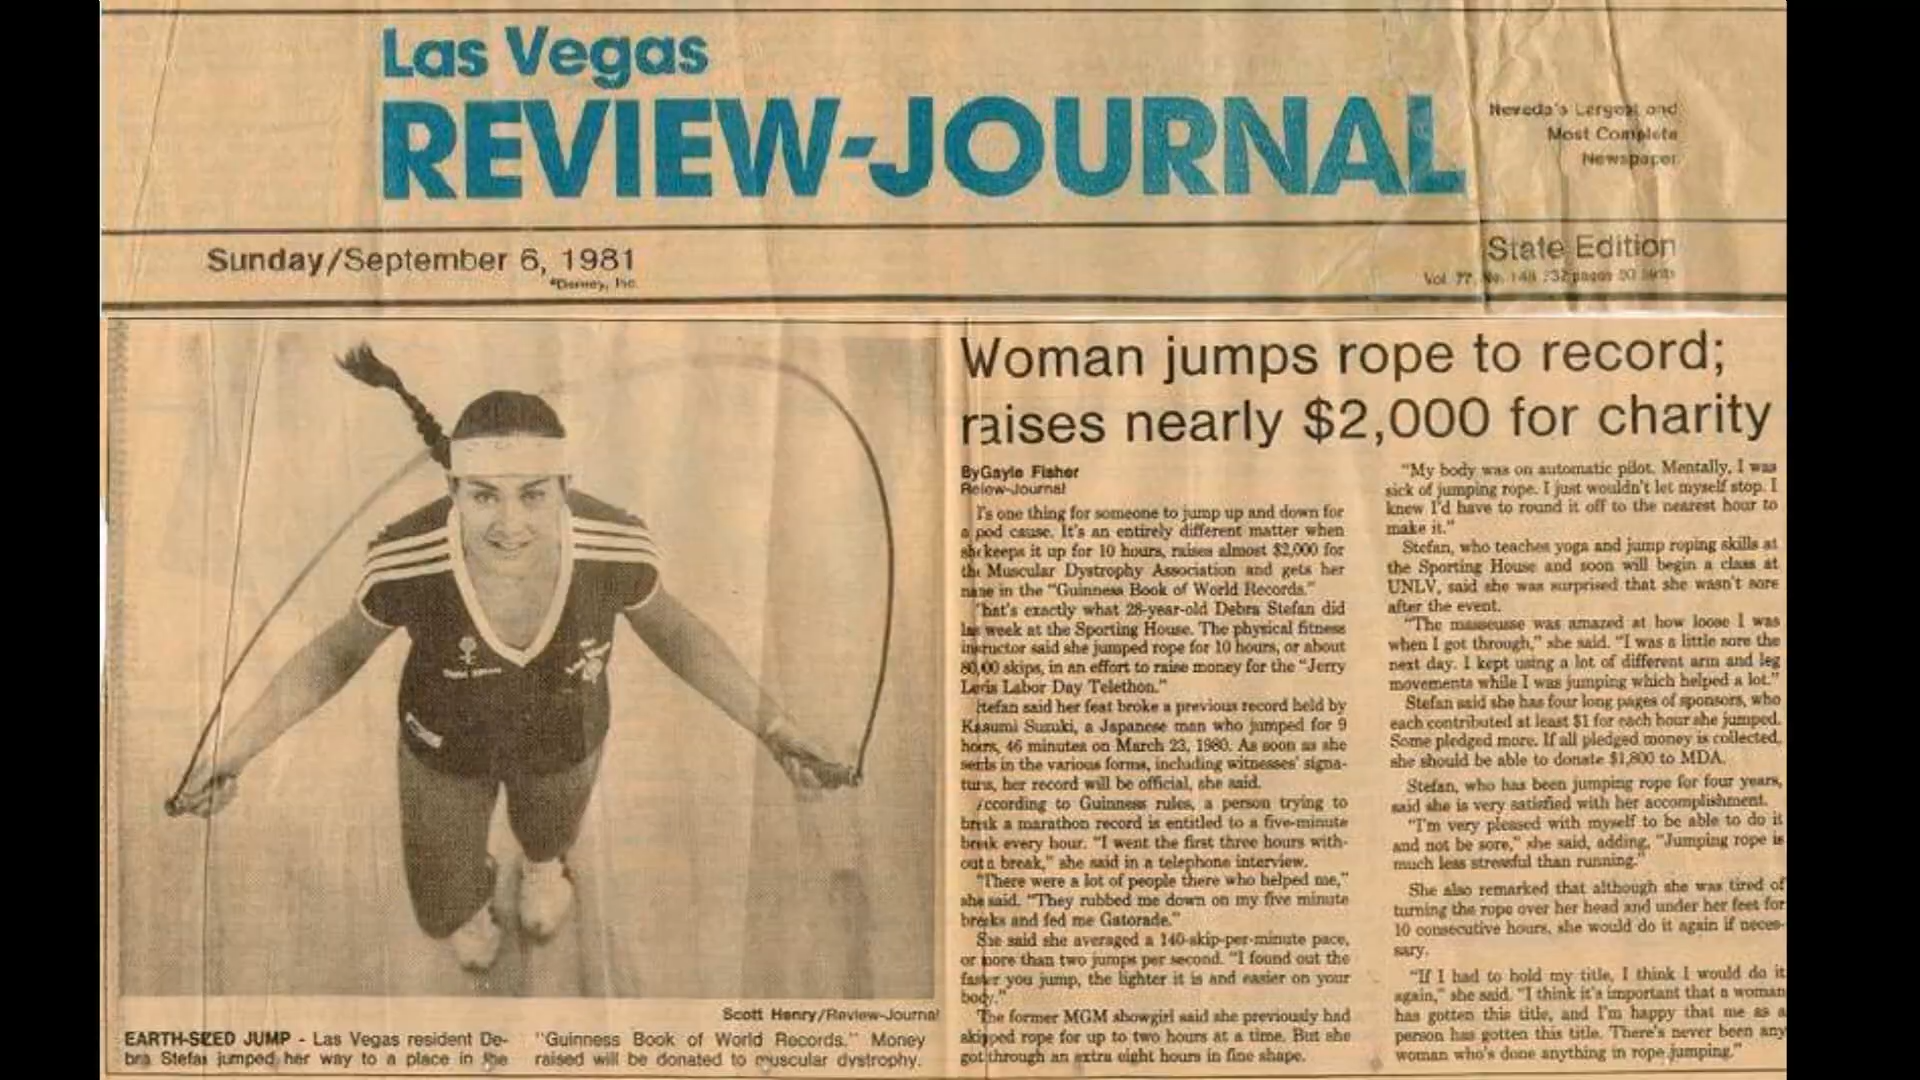 Las Vegas
REVIEW-JOURNAL
Nevada's Largest and
Most Complete
Newspaper
Sunday/September 6, 1981
State Edition
Vol. 77, No. 148 /32 pages 50 cents
Woman jumps rope to record;
raises nearly $2,000 for charity
By Gayle Fisher
Reiew-Journal
I's one thing for someone to jump up and down for
a pod cause. It's an entirely different matter when
she keeps it up for 10 hours, raises almost $2,000 for
the Muscular Dystrophy Association and gets her
name in the "Guinness Book of World Records."
hat's exactly what 28-year-old Debra Stefan did
las week at the Sporting House. The physical fitness
instructor said she jumped rope for 10 hours, or about
80,00 skips, in an effort to raise money for the "Jerry
Lewis Labor Day Telethon."
Stefan said her feat broke a previous record held by
Kasumi Suzuki, a Japanese man who jumped for 9
hours, 46 minutes on March 23, 1980. As soon as she
sends in the various forms, including witnesses' signa-
tures, her record will be official, she said.
According to Guinness rules, a person trying to
break a marathon record is entitled to a five-minute
break every hour. "I went the first three hours with-
out a break," she said in a telephone interview.
"There were a lot of people there who helped me,"
she said. "They rubbed me down on my five minute
breaks and fed me Gatorade."
She said she averaged a 140-skip-per-minute pace,
or more than two jumps per second. "I found out the
faster you jump, the lighter it is and easier on your
body."
The former MGM showgirl said she previously had
skipped rope for up to two hours at a time. But she
got through an extra eight hours in fine shape.
"My body was on automatic pilot. Mentally, I was
sick of jumping rope. I just wouldn't let myself stop. I
knew I'd have to round it off to the nearest hour to
make it."
Stefan, who teaches yoga and jump roping skills at
the Sporting House and soon will begin a class at
UNLV, said she was surprised that she wasn't sore
after the event.
"The masseusse was amazed at how loose I was
when I got through," she said. "I was a little sore the
next day. I kept using a lot of different arm and leg
movements while I was jumping which helped a lot."
Stefan said she has four long pages of sponsors, who
each contributed at least $1 for each hour she jumped.
Some pledged more. If all pledged money is collected,
she should be able to donate $1,800 to MDA.
Stefan, who has been jumping rope for four years,
said she is very satisfied with her accomplishment.
"I'm very pleased with myself to be able to do it
and not be sore," she said, adding, "Jumping rope is
much less stressful than running."
She also remarked that although she was tired of
turning the rope over her head and under her feet for
10 consecutive hours, she would do it again if neces-
sary.
"If I had to hold my title, I think I would do it
again," she said. "I think it's important that a woman
has gotten this title, and I'm happy that me as a
person has gotten this title. There's never been any
woman who's done anything in rope jumping."
Scott Henry/Review-Journal
EARTH-SIZED JUMP - Las Vegas resident De-
bra Stefan jumped her way to a place in the
"Guinness Book of World Records." Money
raised will be donated to muscular dystrophy.